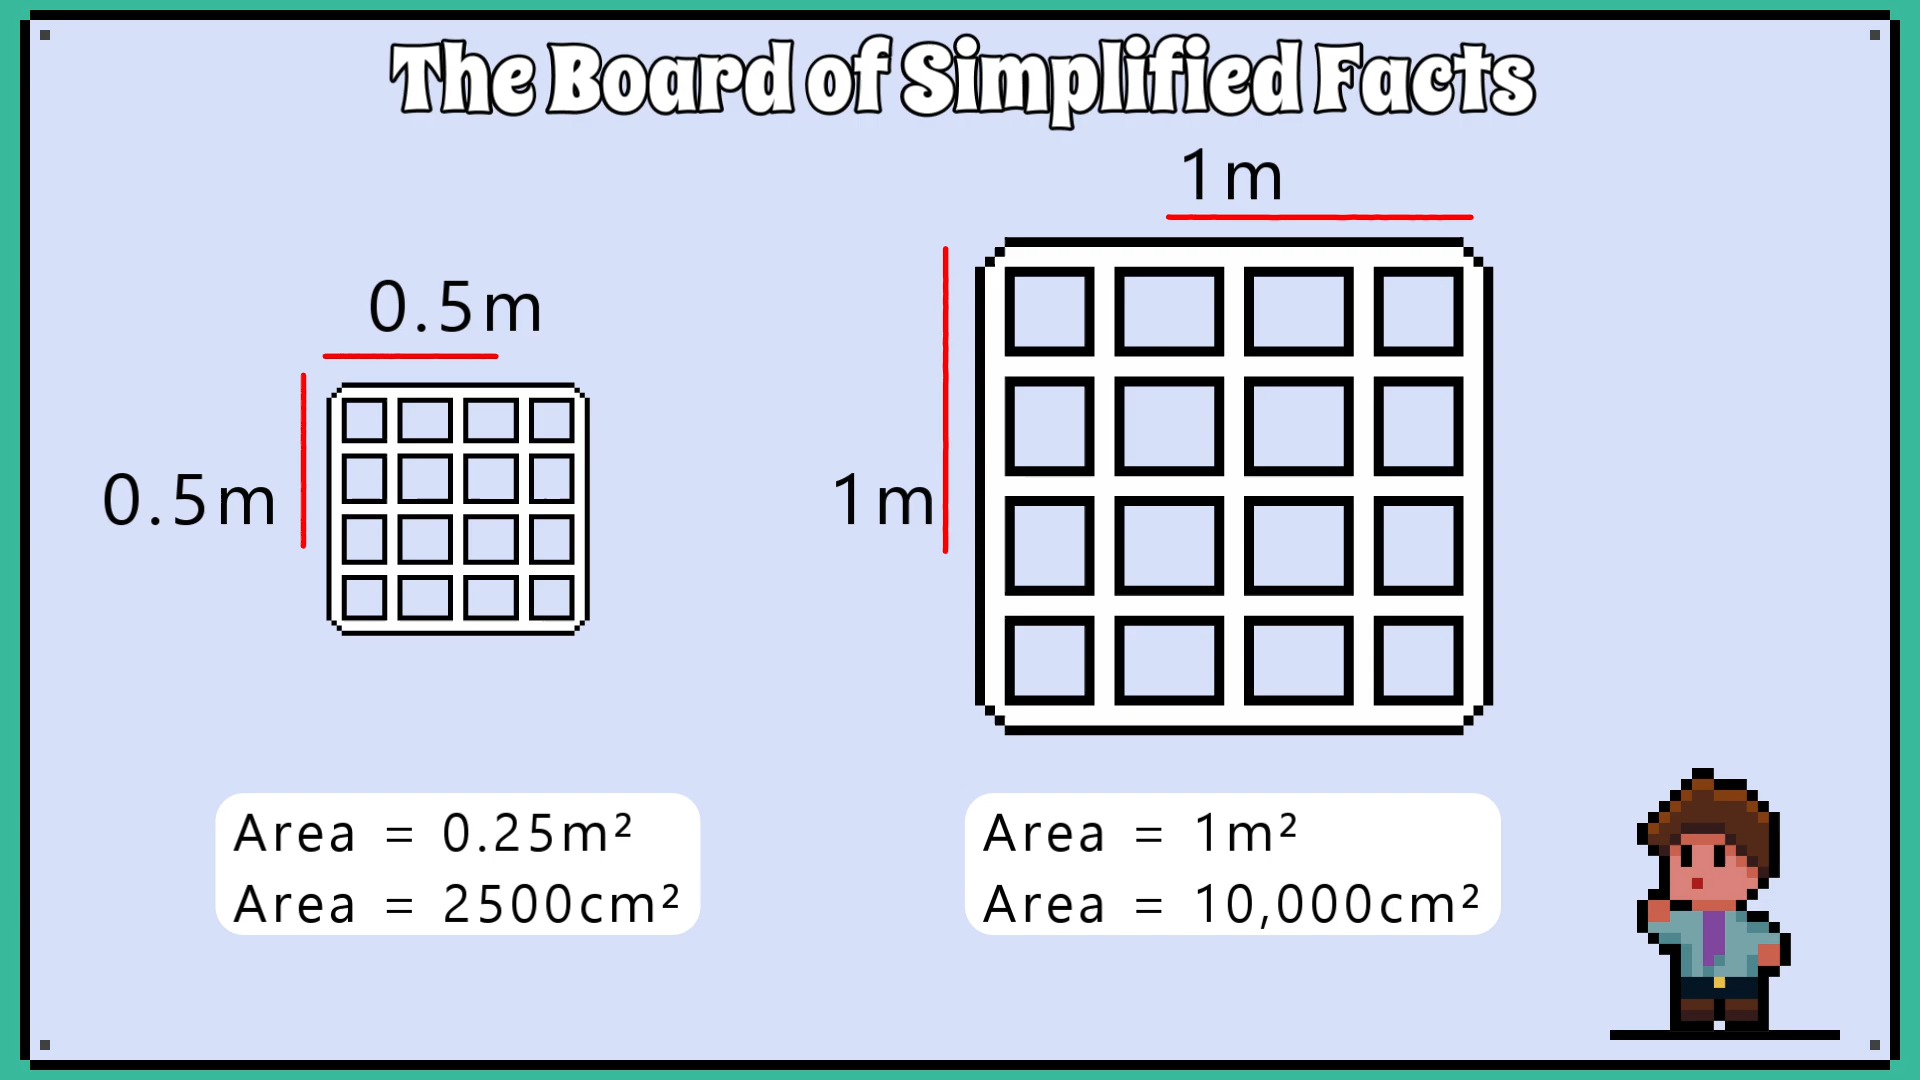 The Board of Simplified Facts
1m
0.5m
0.5m
1m
Area = 0.25m²
Area = 2500cm²
Area = 1m²
Area = 10,000cm²